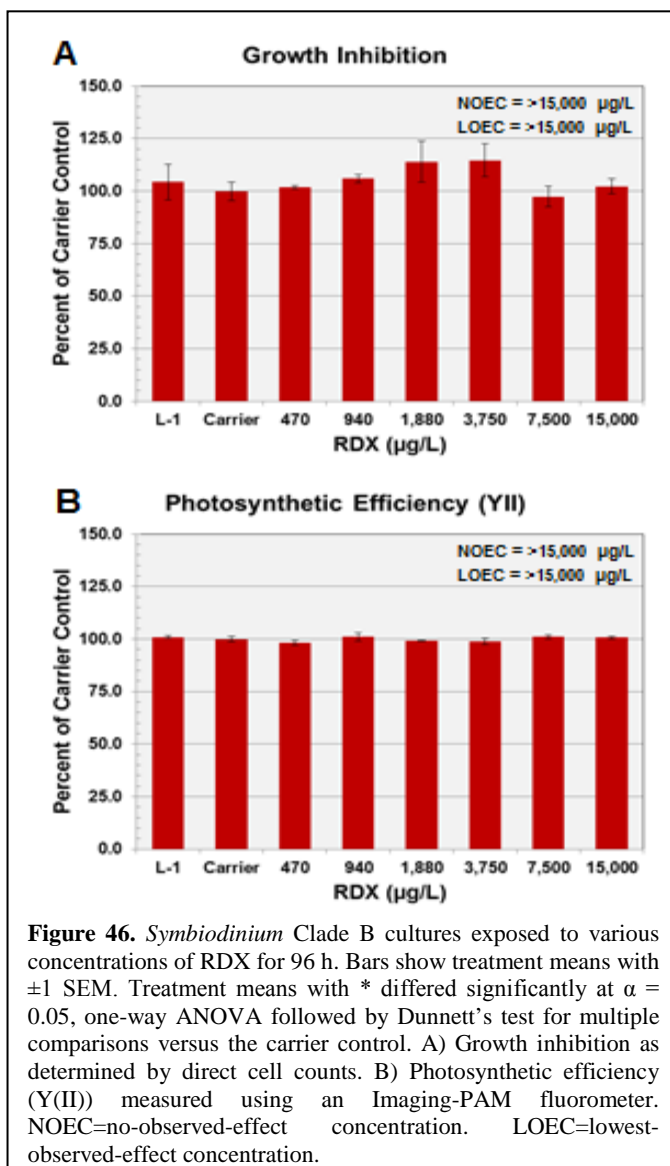 A
Growth Inhibition
150.0
NOEC = >15,000 µg/L
LOEC = >15,000 µg/L
125.0
100.0
75.0
50.0
25.0
0.0
Percent of Carrier Control
L-1 Carrier 470 940 1,880 3,750 7,500 15,000
RDX (µg/L)
B
Photosynthetic Efficiency (YII)
150.0
NOEC = >15,000 µg/L
LOEC = >15,000 µg/L
125.0
100.0
75.0
50.0
25.0
0.0
Percent of Carrier Control
L-1 Carrier 470 940 1,880 3,750 7,500 15,000
RDX (µg/L)
Figure 46. Symbiodinium Clade B cultures exposed to various
concentrations of RDX for 96 h. Bars show treatment means with
±1 SEM. Treatment means with * differed significantly at α =
0.05, one-way ANOVA followed by Dunnett’s test for multiple
comparisons versus the carrier control. A) Growth inhibition as
determined by direct cell counts. B) Photosynthetic efficiency
(Y(II)) measured using an Imaging-PAM fluorometer.
NOEC=no-observed-effect concentration. LOEC=lowest-
observed-effect concentration.